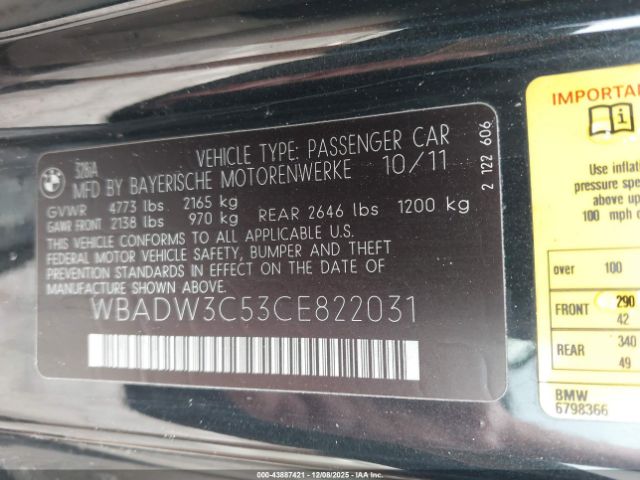 BMW
328iA
VEHICLE TYPE: PASSENGER CAR
MFD BY BAYERISCHE MOTORENWERKE 10/11
GVWR 4773 lbs 2165 kg
GAWR FRONT 2138 lbs 970 kg REAR 2646 lbs 1200 kg
THIS VEHICLE CONFORMS TO ALL APPLICABLE U.S.
FEDERAL MOTOR VEHICLE SAFETY, BUMPER AND THEFT
PREVENTION STANDARDS IN EFFECT ON THE DATE OF
MANUFACTURE SHOWN ABOVE.
WBADW3C53CE822031
2 122 606
IMPORTA
Use inflat
pressure spe
above up
100 mph
over 100
FRONT 290
42
REAR 340
49
BMW
6798366
000-43887421 - 12/08/2025 - IAA, Inc.